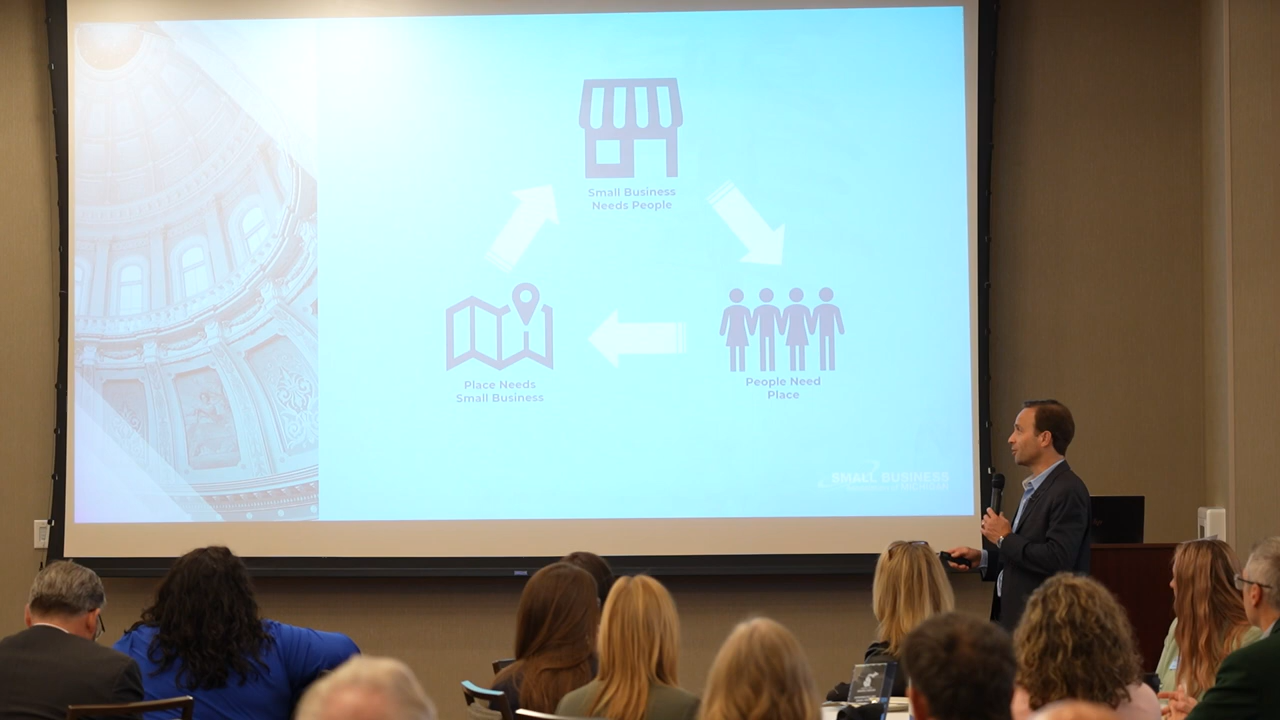 Small Business
Needs People
Place Needs
Small Business
People Need
Place
SMALL BUSINESS